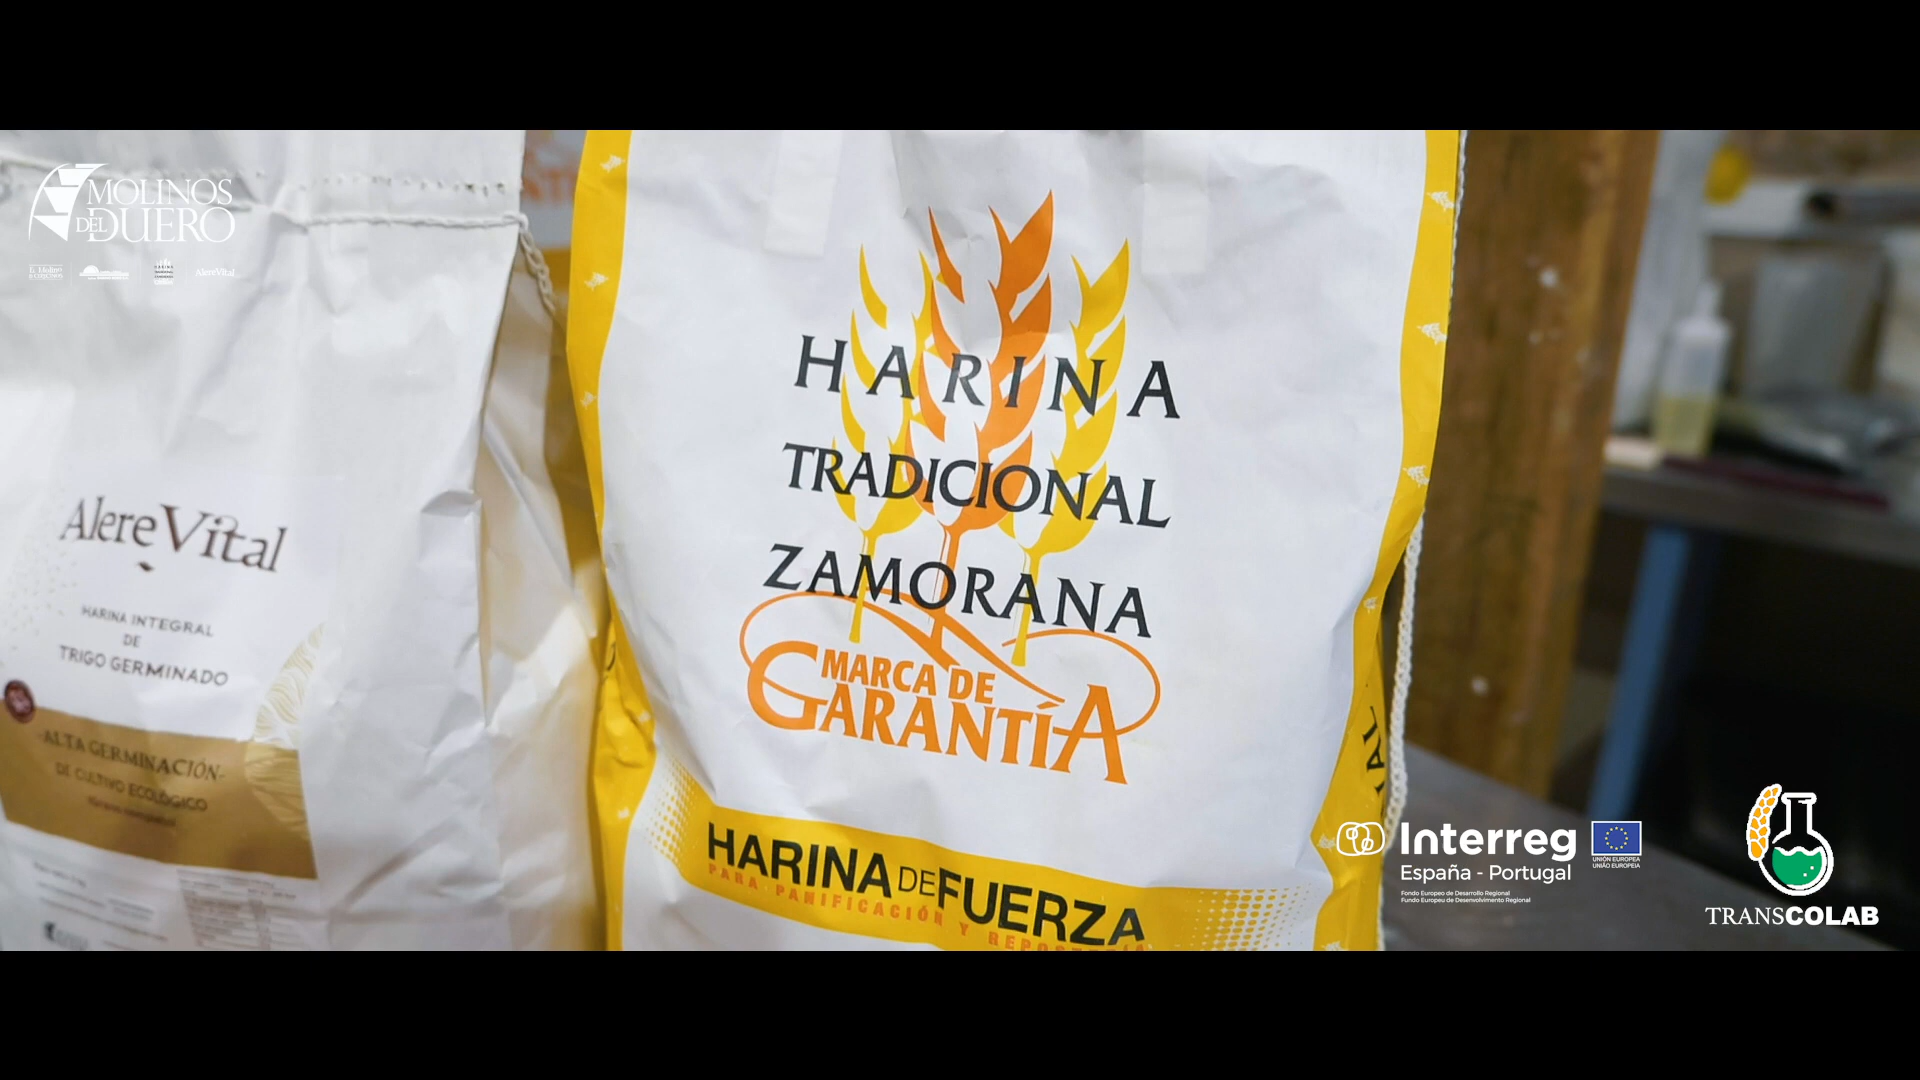 MOLINOS
DEL DUERO
AlereVital
AlereVital
HARINA INTEGRAL
DE
TRIGO GERMINADO
-ALTA GERMINACIÓN-
DE CULTIVO ECOLÓGICO
HARINA
TRADICIONAL
ZAMORANA
MARCA DE
GARANTÍA
HARINA DE FUERZA
PARA PANIFICACIÓN Y REPOSTERÍA
Interreg
España - Portugal
Fondo Europeo de Desarrollo Regional
Fundo Europeu de Desenvolvimento Regional
UNIÓN EUROPEA
UNIÃO EUROPEIA
TRANSCOLAB